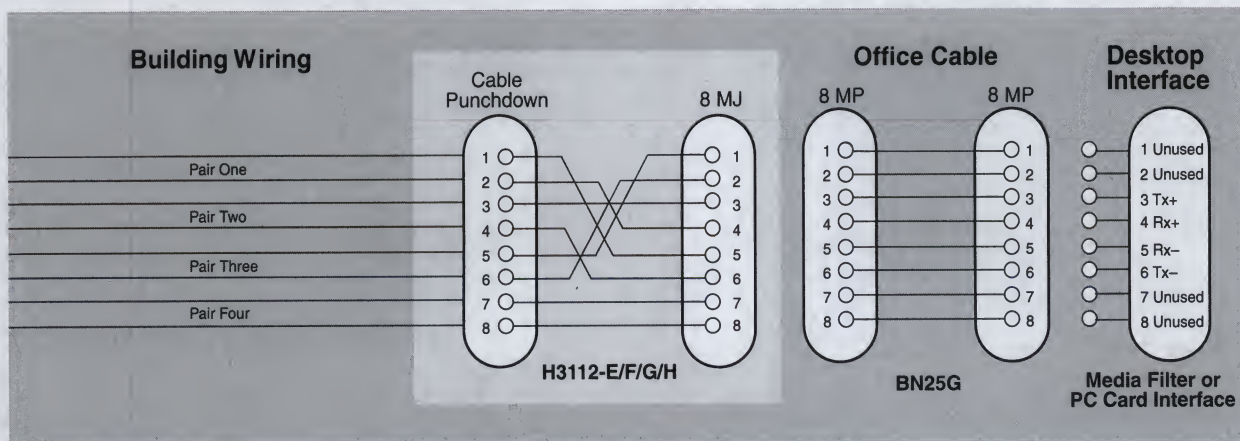 Building Wiring
Cable
Punchdown
8 MJ
Office Cable
8 MP
8 MP
Desktop
Interface
Pair One
Pair Two
Pair Three
Pair Four
1
2
3
4
5
6
7
8
1
2
3
4
5
6
7
8
H3112-E/F/G/H
1
2
3
4
5
6
7
8
1
2
3
4
5
6
7
8
BN25G
1 Unused
2 Unused
3 Tx+
4 Rx+
5 Rx–
6 Tx–
7 Unused
8 Unused
Media Filter or
PC Card Interface